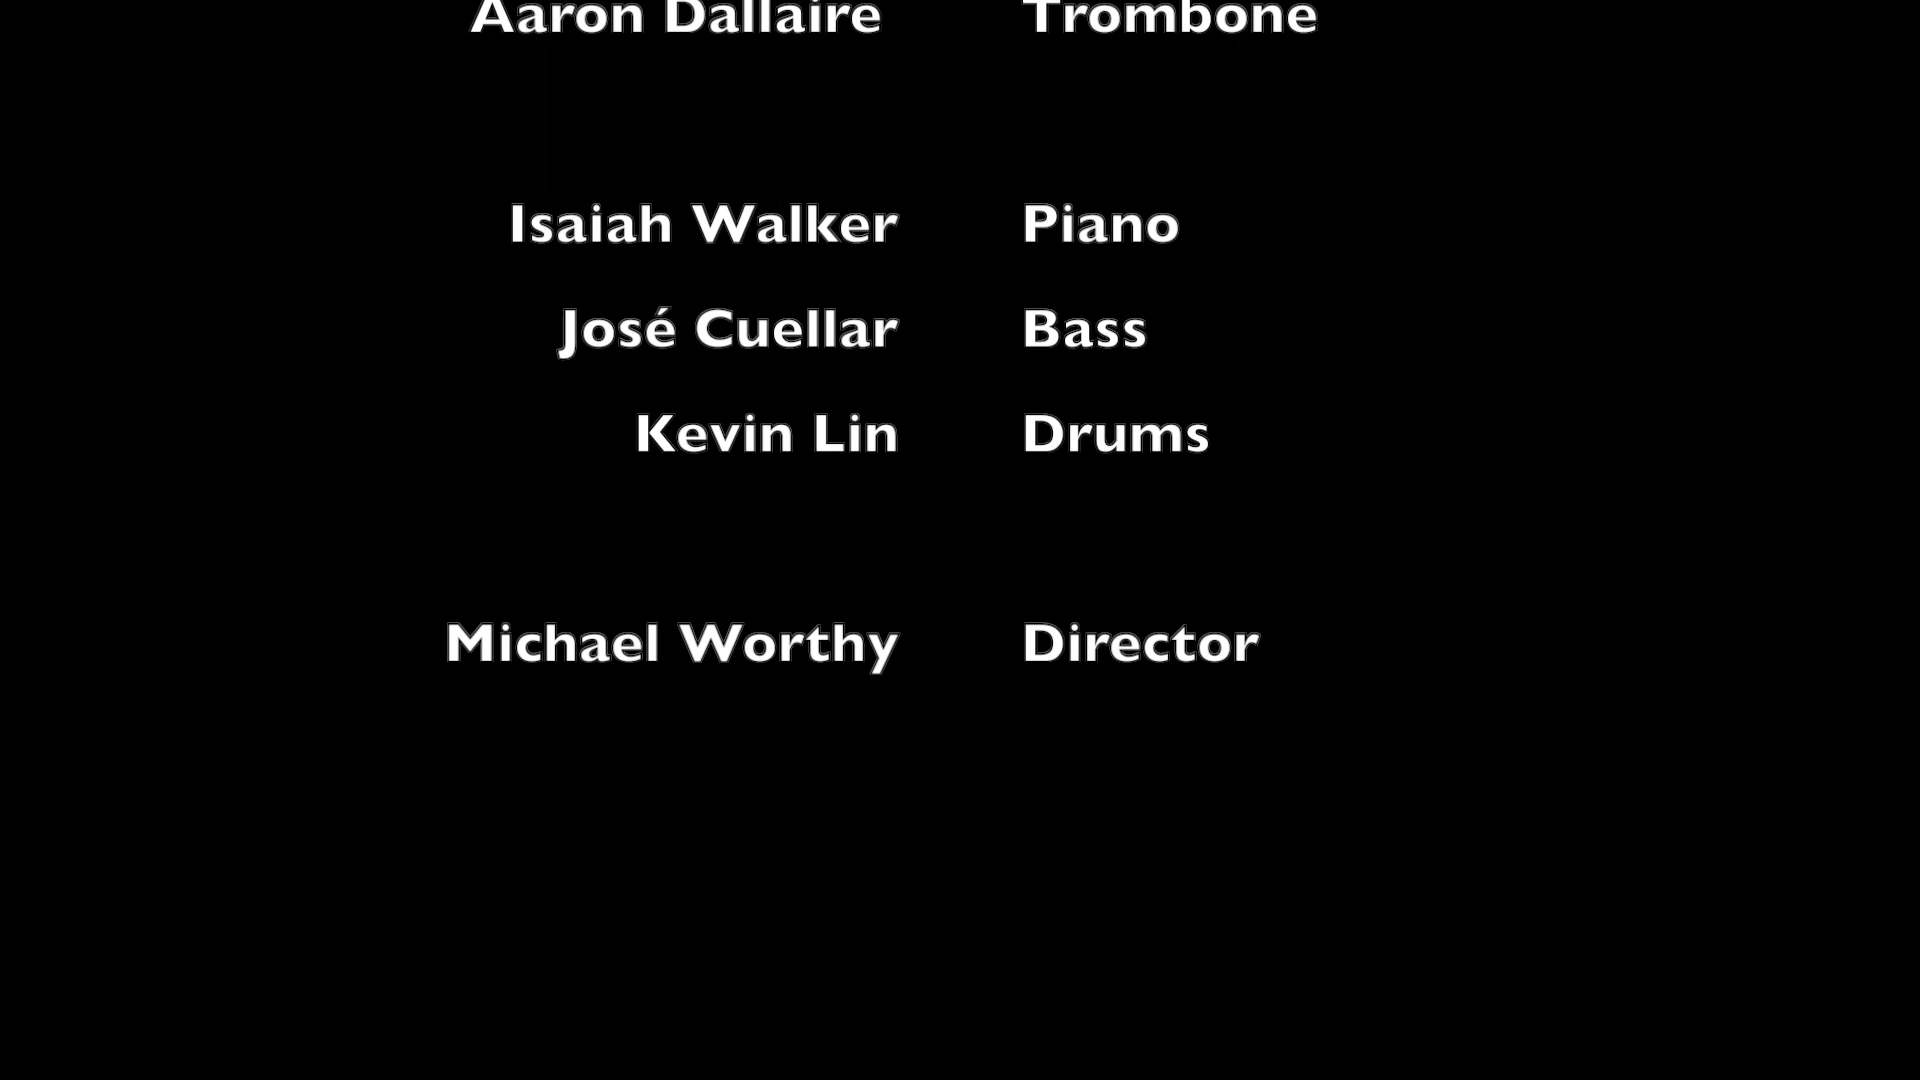 Aaron Dallaire Trombone
Isaiah Walker Piano
José Cuellar Bass
Kevin Lin Drums
Michael Worthy Director